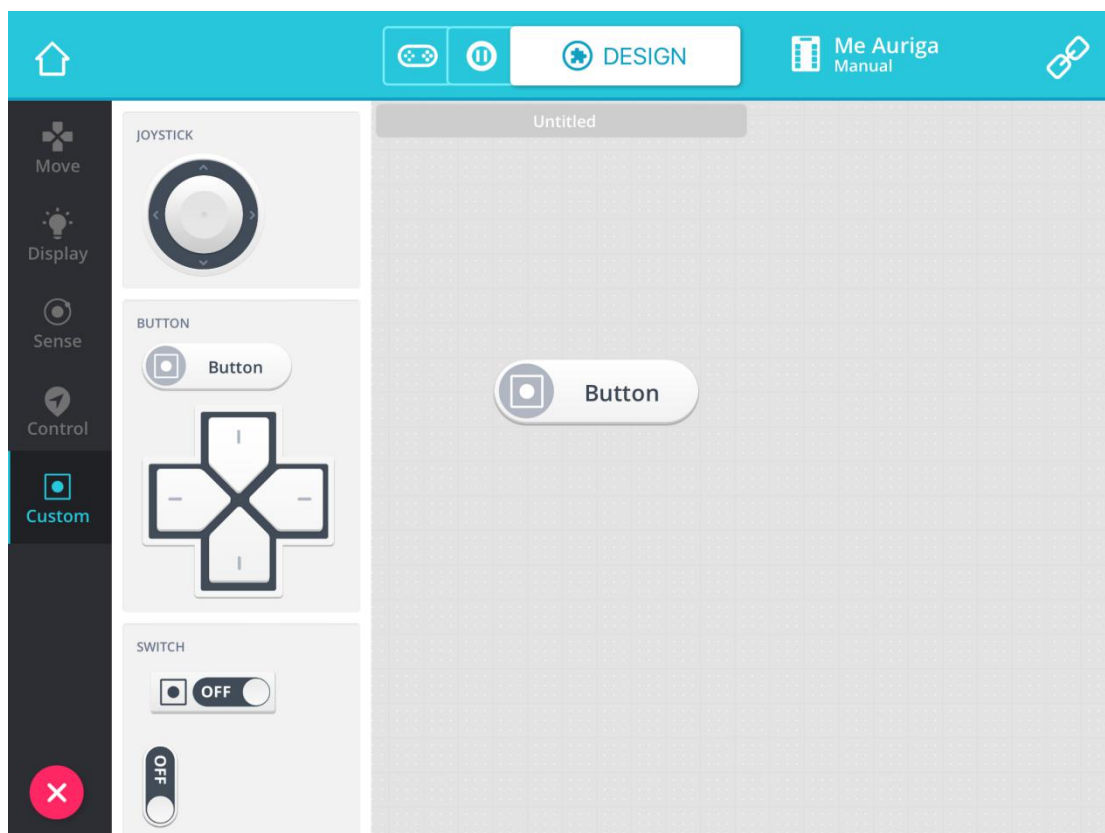 DESIGN
Me Auriga
Manual
Untitled
Move
Display
Sense
Control
Custom
JOYSTICK
BUTTON
Button
SWITCH
OFF
OFF
Button